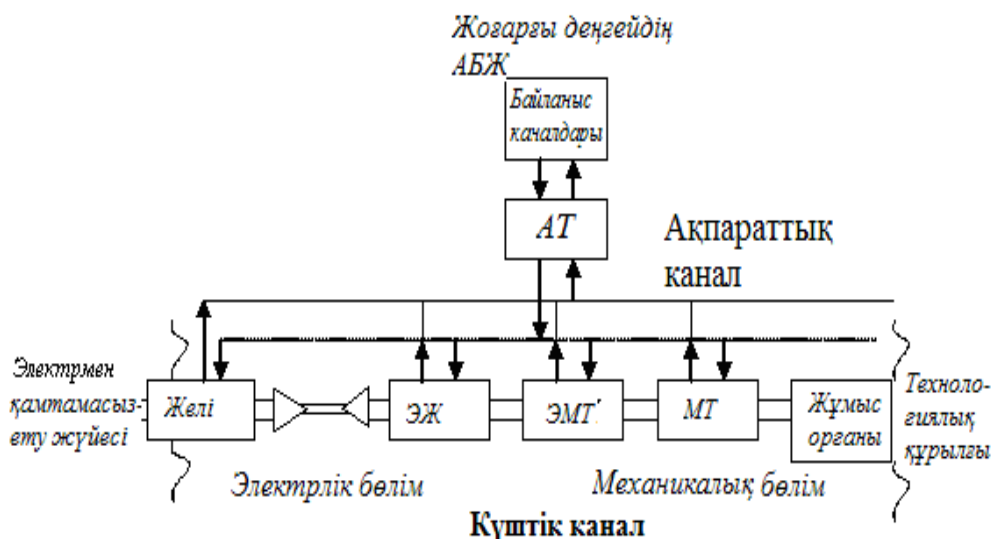 Жоғарғы деңгейдің
АБЖ
Байланыс
каналдары
АТ
Ақпараттық
канал
Электрмен
қамтамасыз-
ету жүйесі
Желі
ЭЖ
ЭМТ
МТ
Жұмыс
органы
Техноло-
гиялық
құрылғы
Электрлік бөлім
Механикалық бөлім
Күштік канал